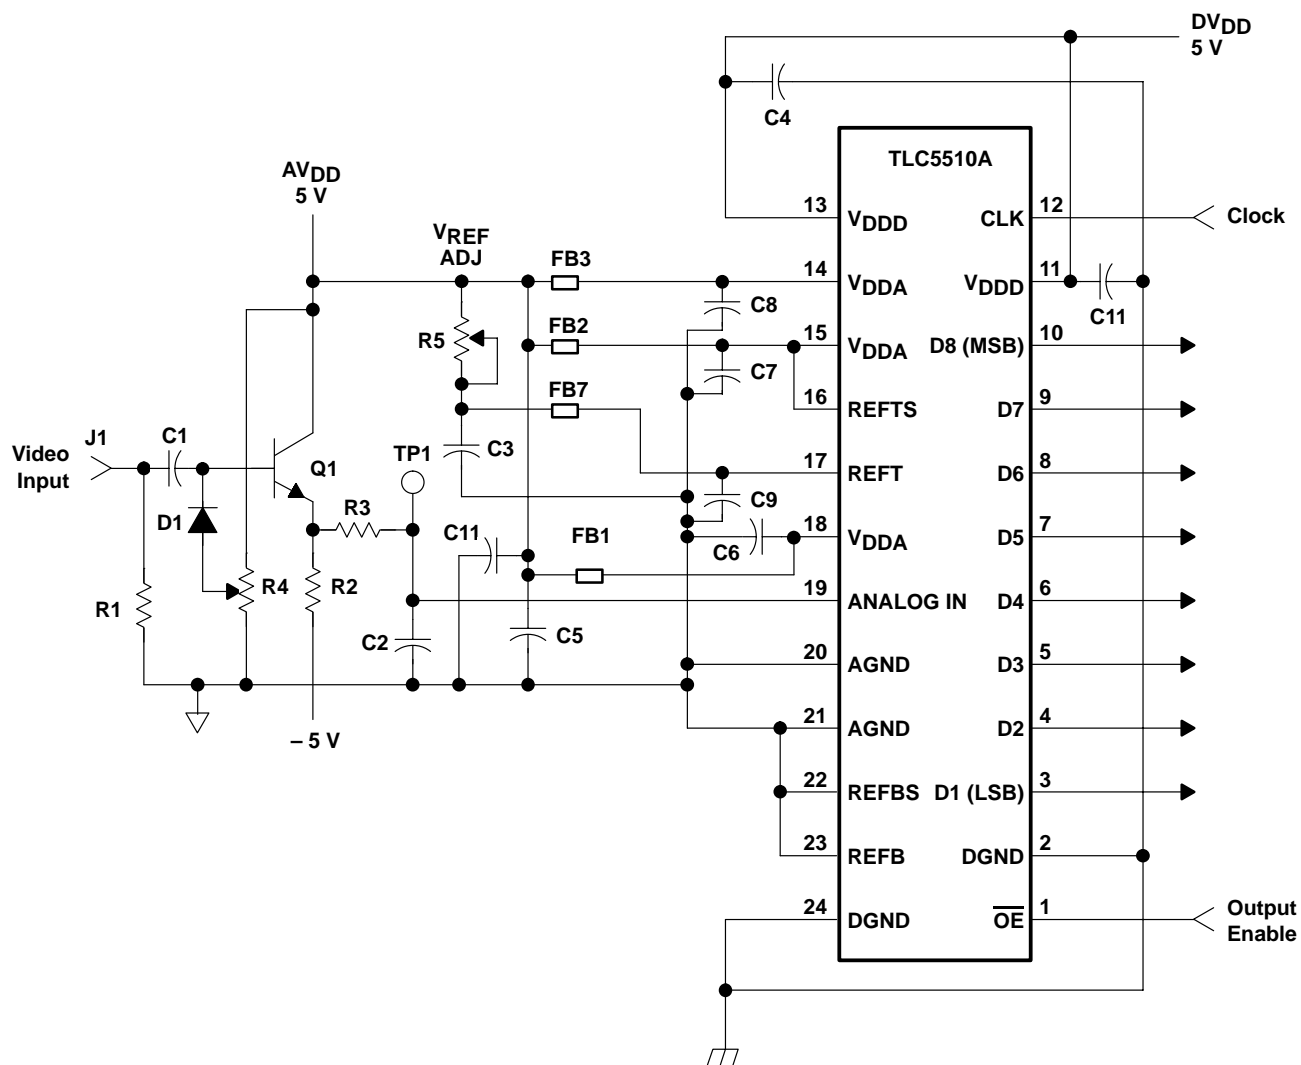 DVDD
5 V
C4
TLC5510A
AVDD
5 V
13
VDDD
CLK
12
Clock
VREF
ADJ
FB3
14
VDDA
VDDD
11
C8
C11
R5
FB2
15
VDDA
D8 (MSB)
10
C7
FB7
16
REFTS
D7
9
J1
C1
Video
Input
Q1
TP1
C3
17
REFT
D6
8
D1
R3
C9
C11
FB1
C6
18
VDDA
D5
7
R1
R4
R2
19
ANALOG IN
D4
6
C2
C5
20
AGND
D3
5
– 5 V
21
AGND
D2
4
22
REFBS
D1 (LSB)
3
23
REFB
DGND
2
24
DGND
OE
1
Output
Enable